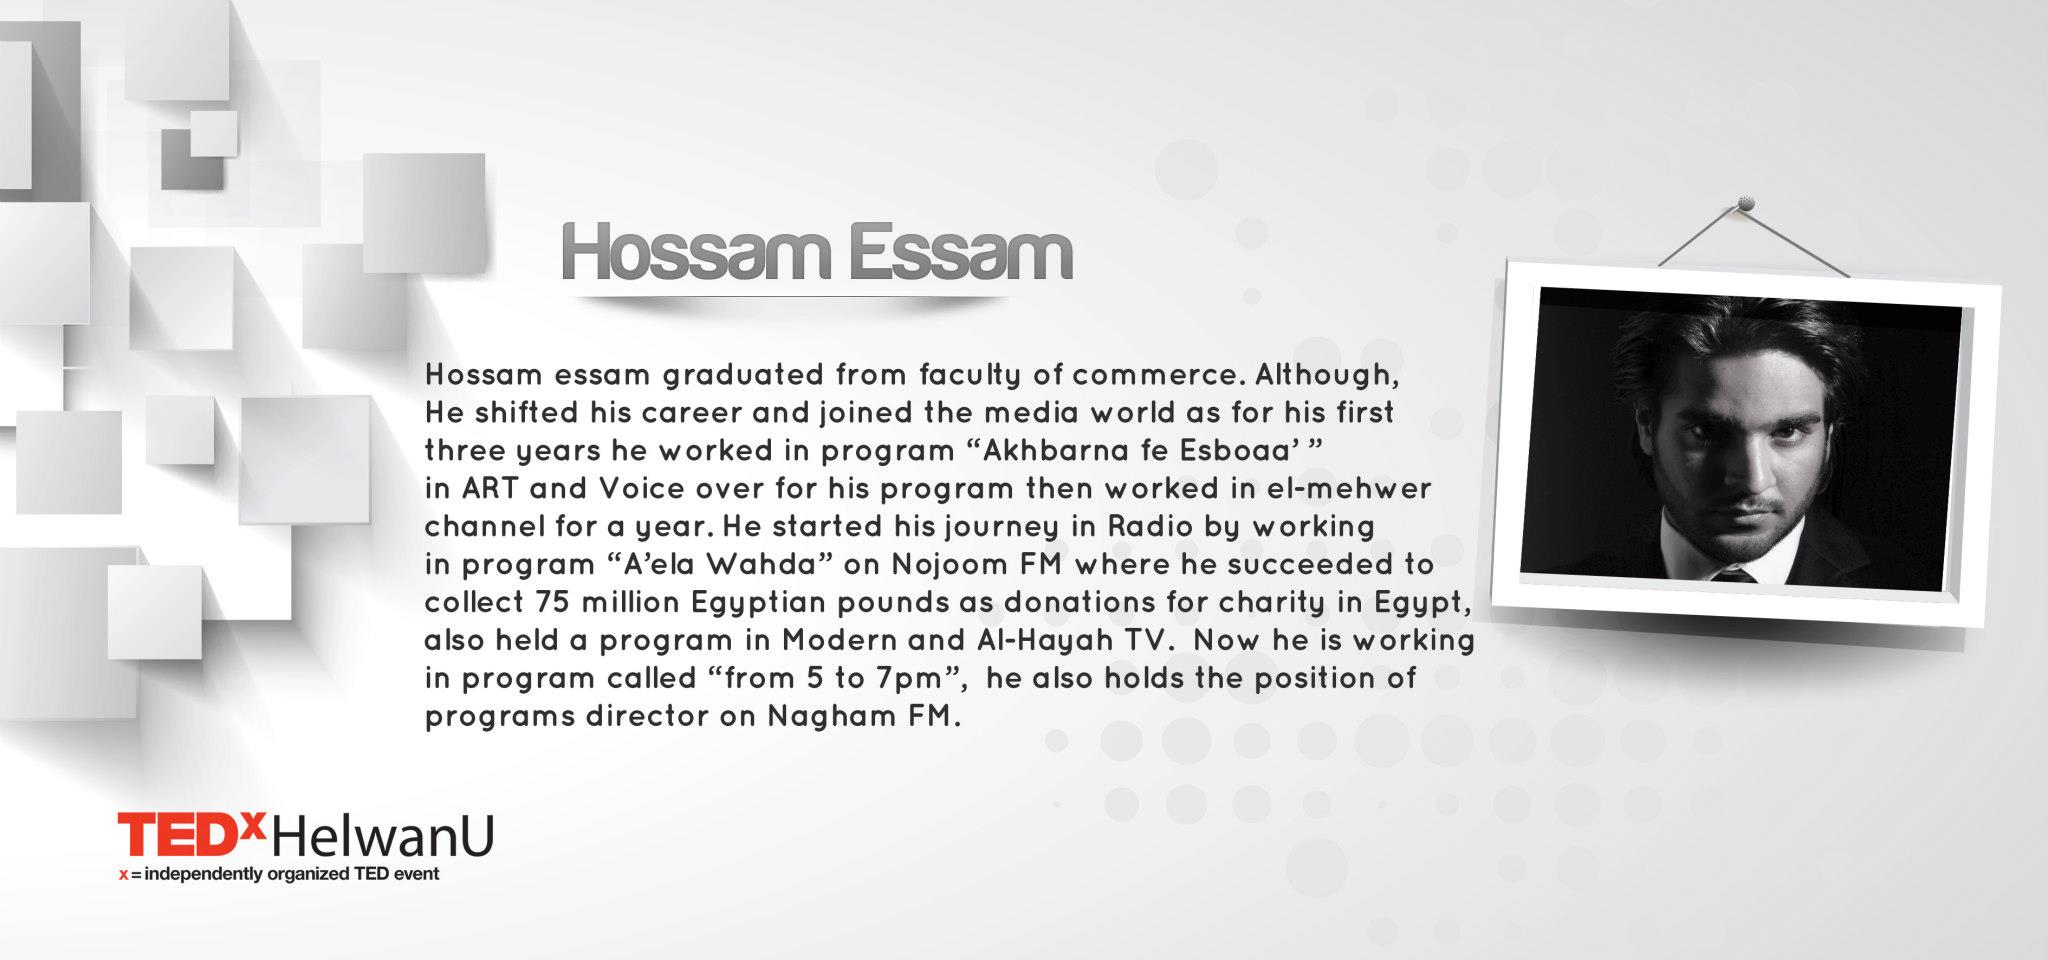 Hossam Essam
Hossam essam graduated from faculty of commerce. Although,
He shifted his career and joined the media world as for his first
three years he worked in program “Akhbarna fe Esboaa’ ”
in ART and Voice over for his program then worked in el-mehwer
channel for a year. He started his journey in Radio by working
in program “A’ela Wahda” on Nojoom FM where he succeeded to
collect 75 million Egyptian pounds as donations for charity in Egypt,
also held a program in Modern and Al-Hayah TV.  Now he is working
in program called “from 5 to 7pm”,  he also holds the position of
programs director on Nagham FM.
TEDxHelwanU
x = independently organized TED event